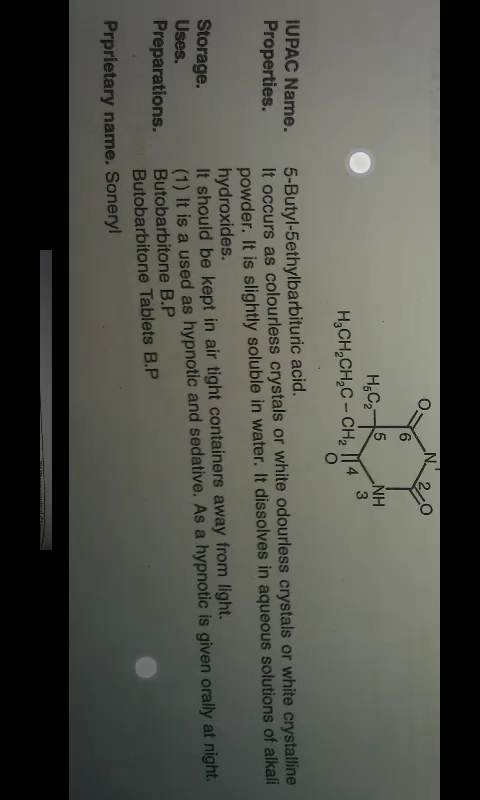 O
N
1
2
O
6
H5C2
5
NH
3
4
H3CH2CH2C–CH2
O
IUPAC Name. 5-Butyl-5ethylbarbituric acid.
Properties. It occurs as colourless crystals or white odourless crystals or white crystalline
powder. It is slightly soluble in water. It dissolves in aqueous solutions of alkali
hydroxides.
Storage. It should be kept in air tight containers away from light.
Uses. (1) It is a used as hypnotic and sedative. As a hypnotic is given orally at night.
Preparations. Butobarbitone B.P
Butobarbitone Tablets B.P
Prprietary name. Soneryl